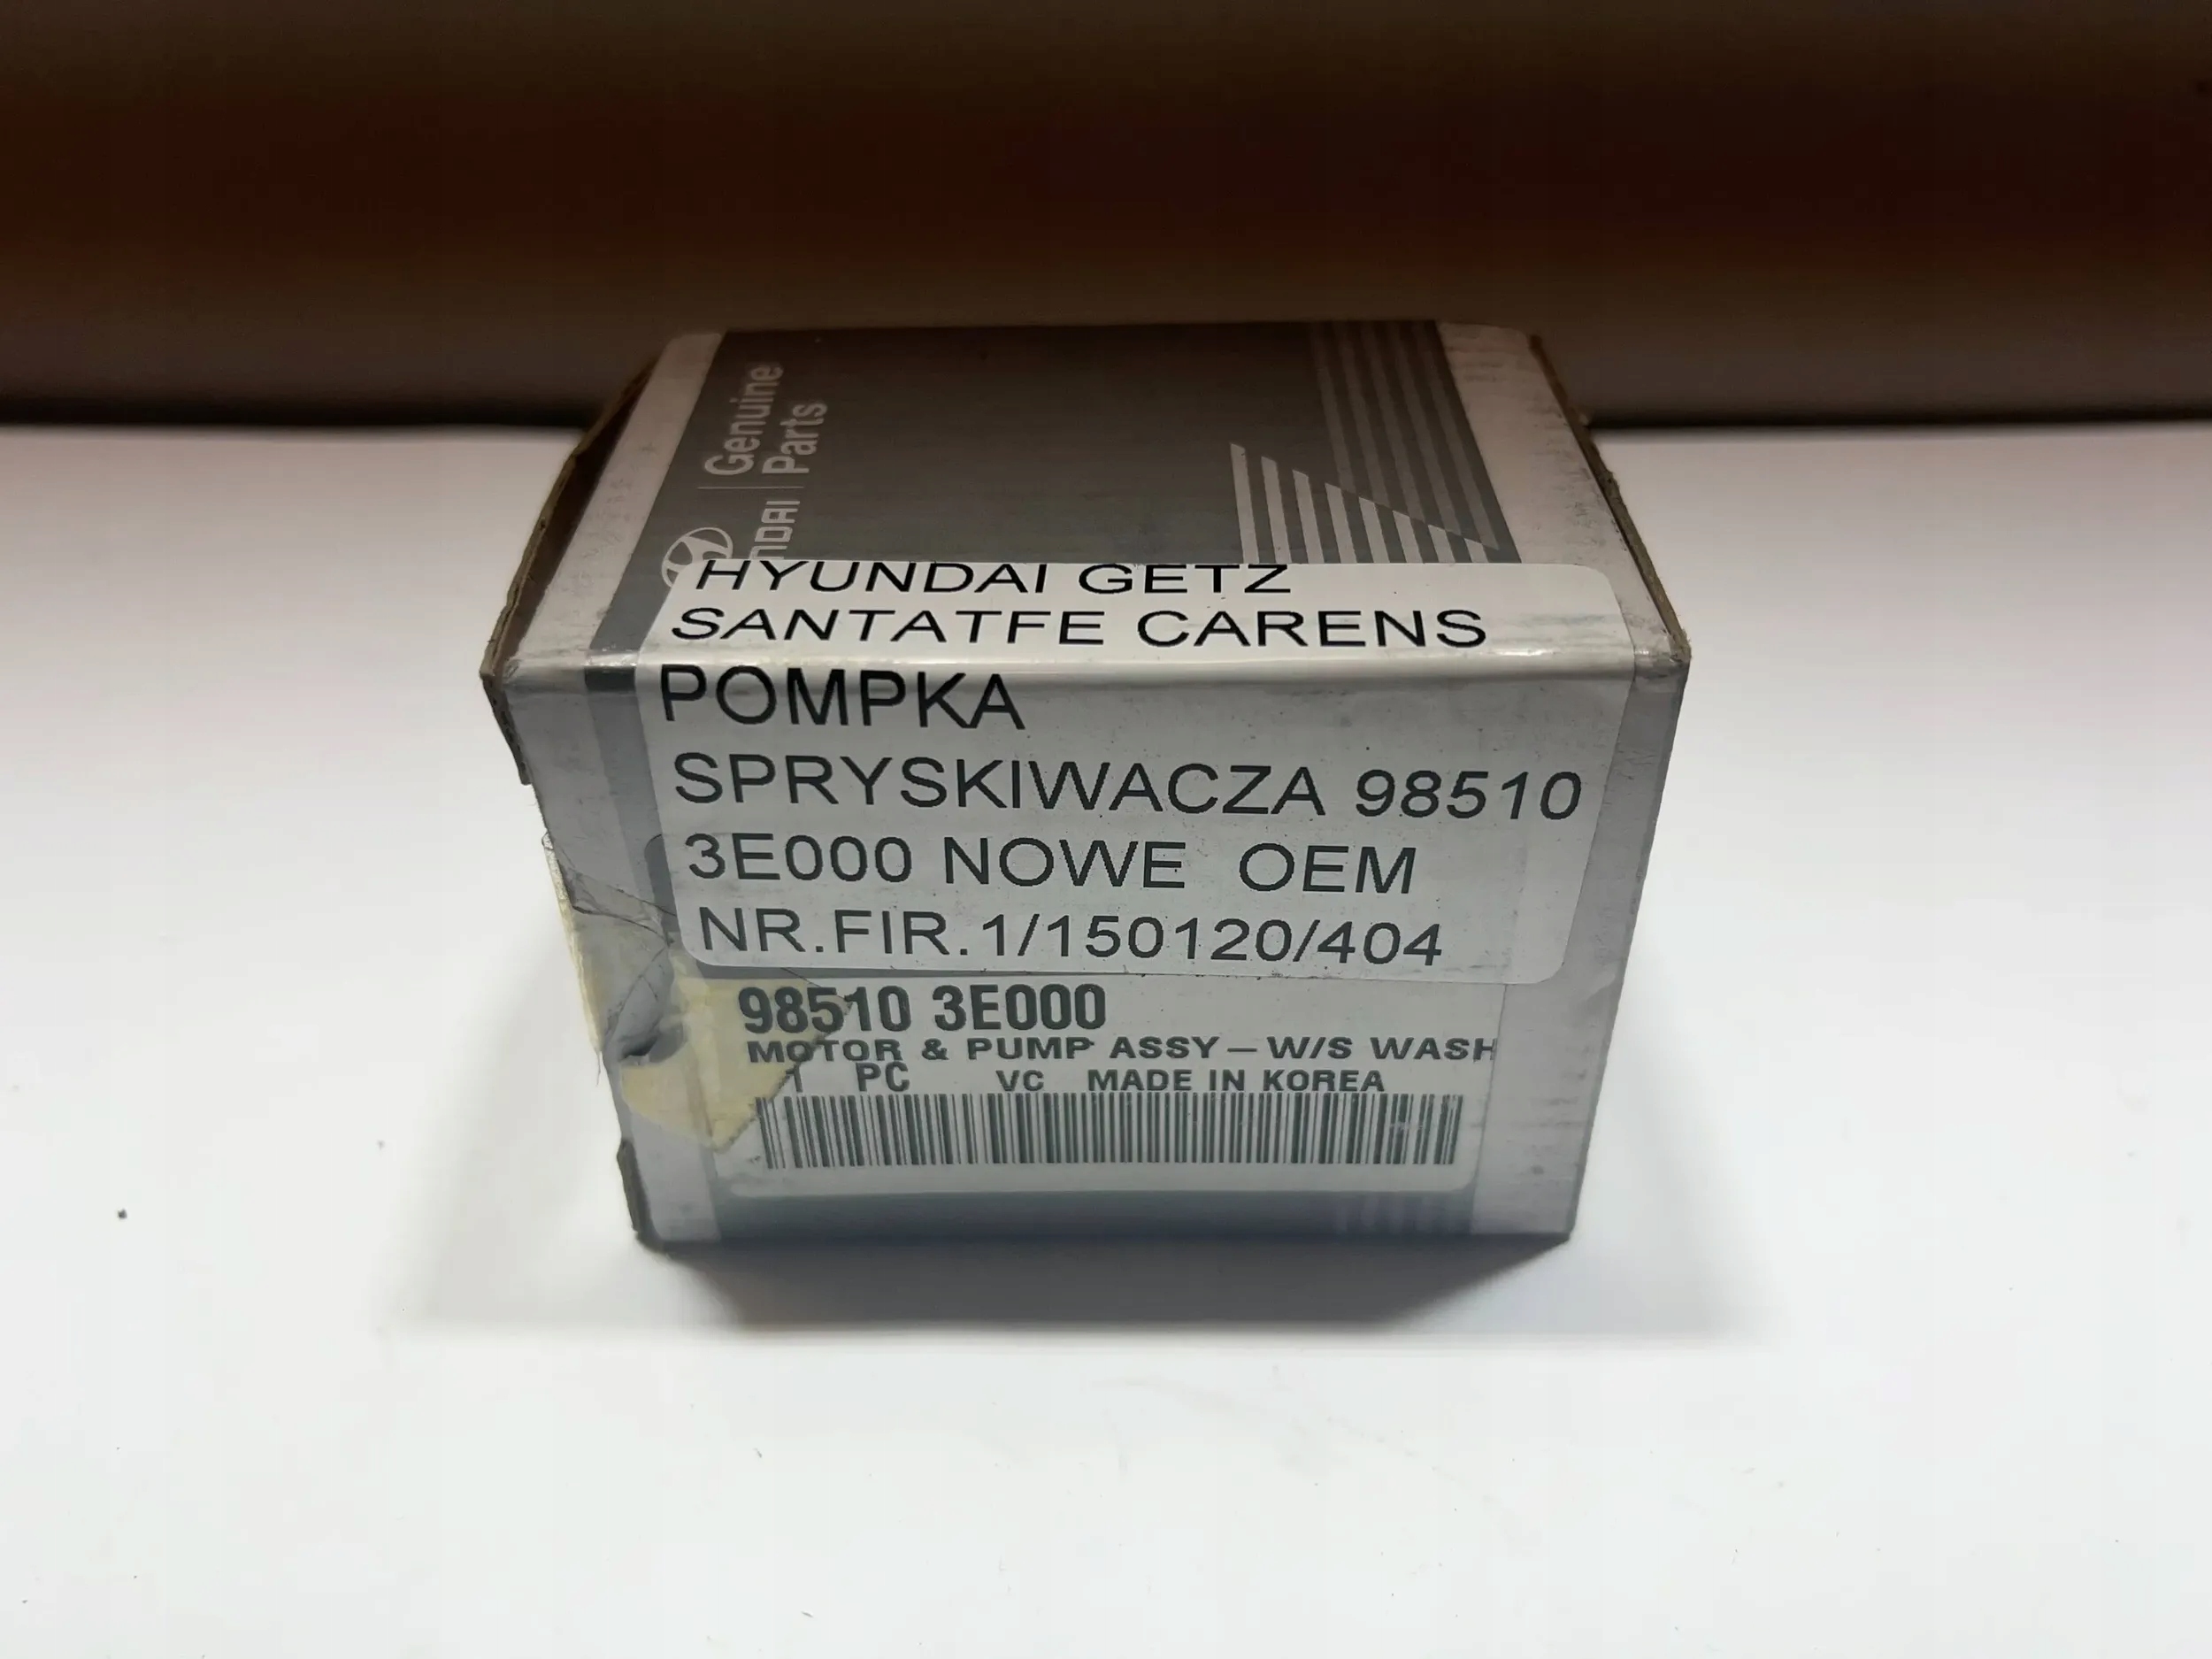 Genuine
Parts
HYUNDAI GETZ
SANTATFE CARENS
POMPKA
SPRYSKIWACZA 98510
3E000 NOWE OEM
NR.FIR.1/150120/404
98510 3E000
MOTOR & PUMP ASSY-W/S WASH
1 PC VC MADE IN KOREA